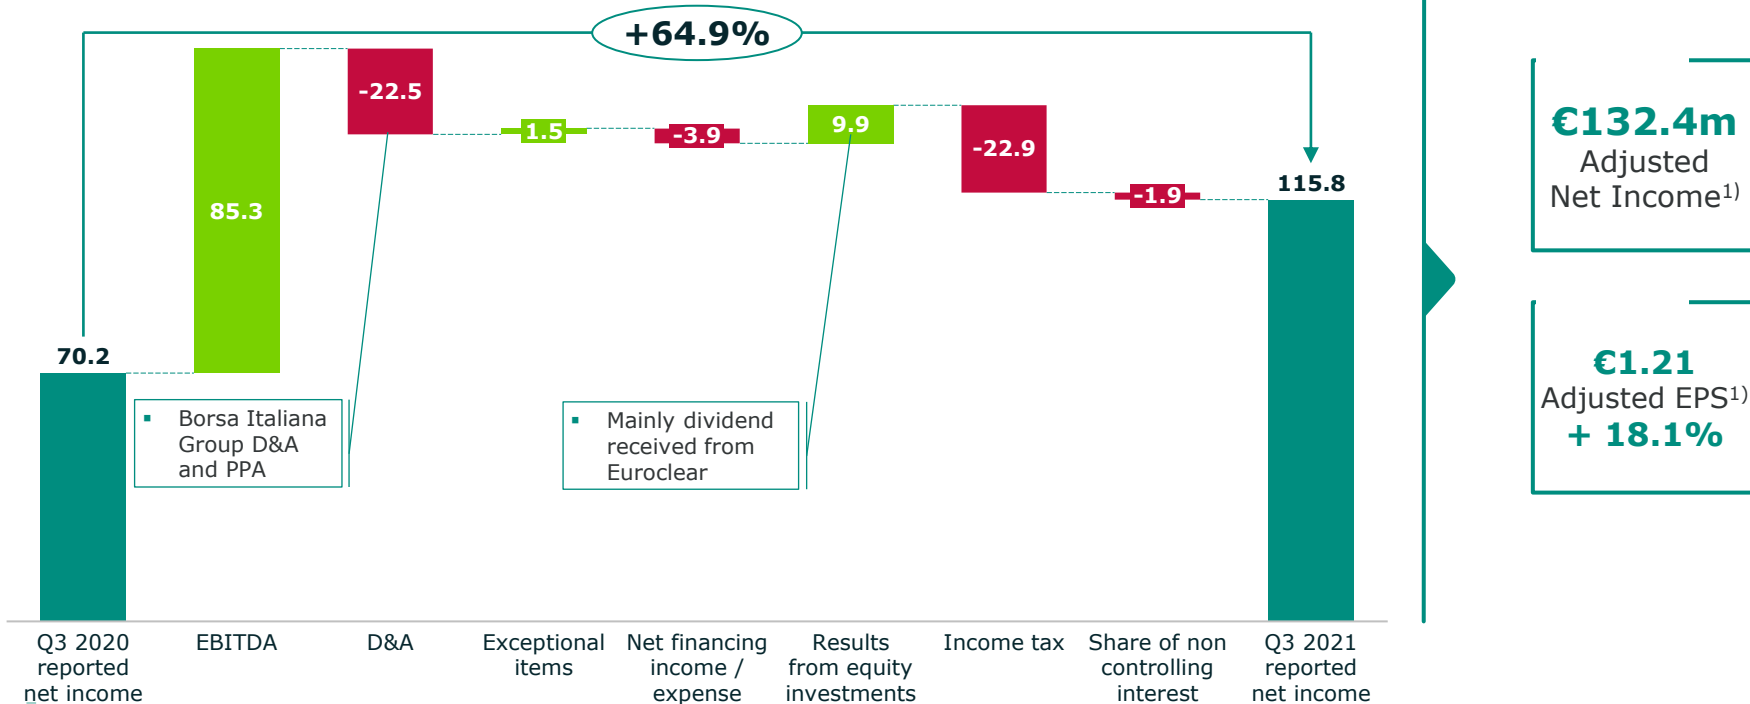 +64.9%
-22.5
1.5
-3.9
9.9
-22.9
-1.9
85.3
70.2
115.8
▪ Borsa Italiana
Group D&A
and PPA
▪ Mainly dividend
received from
Euroclear
Q3 2020
reported
net income
EBITDA
D&A
Exceptional
items
Net financing
income /
expense
Results
from equity
investments
Income tax
Share of non
controlling
interest
Q3 2021
reported
net income
€132.4m
Adjusted
Net Income1)
€1.21
Adjusted EPS1)
+ 18.1%